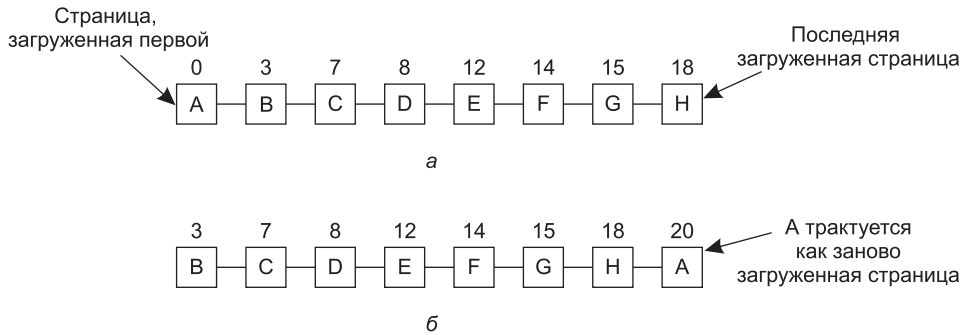 Страница,
загруженная первой
Последняя
загруженная страница
0 3 7 8 12 14 15 18
A B C D E F G H
а
3 7 8 12 14 15 18 20
B C D E F G H A
А трактуется
как заново
загруженная страница
б